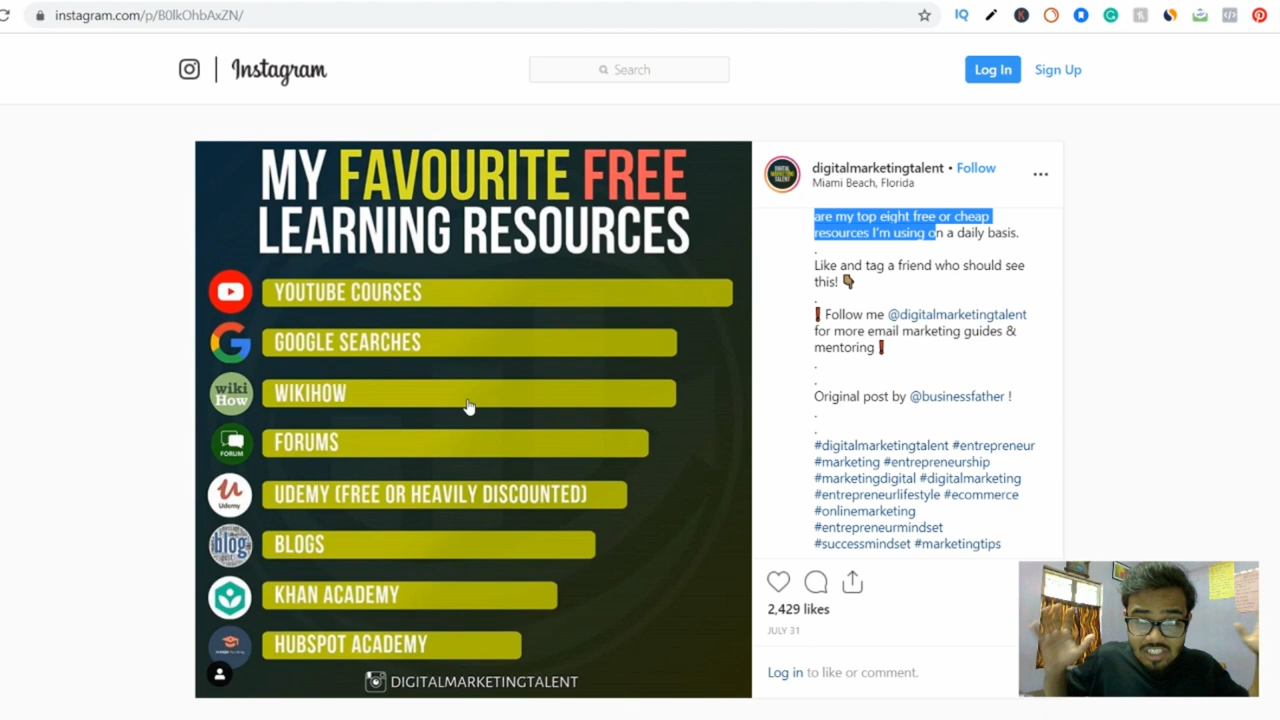 instagram.com/p/B0lkOhbAxZN/
IQ
Instagram
Search
Log In
Sign Up
MY FAVOURITE FREE
LEARNING RESOURCES
YOUTUBE COURSES
GOOGLE SEARCHES
wiki
How
WIKIHOW
FORUM
FORUMS
Udemy
UDEMY (FREE OR HEAVILY DISCOUNTED)
blog
BLOGS
KHAN ACADEMY
HUBSPOT ACADEMY
DIGITALMARKETINGTALENT
DIGITAL
MARKETING
TALENT
digitalmarketingtalent • Follow
Miami Beach, Florida
are my top eight free or cheap
resources I'm using on a daily basis.
.
Like and tag a friend who should see
this! 👇🏾
.
❗Follow me @digitalmarketingtalent
for more email marketing guides &
mentoring❗
.
.
Original post by @businessfather !
.
.
#digitalmarketingtalent #entrepreneur
#marketing #entrepreneurship
#marketingdigital #digitalmarketing
#entrepreneurlifestyle #ecommerce
#onlinemarketing
#entrepreneurmindset
#successmindset #marketingtips
2,429 likes
JULY 31
Log in to like or comment.